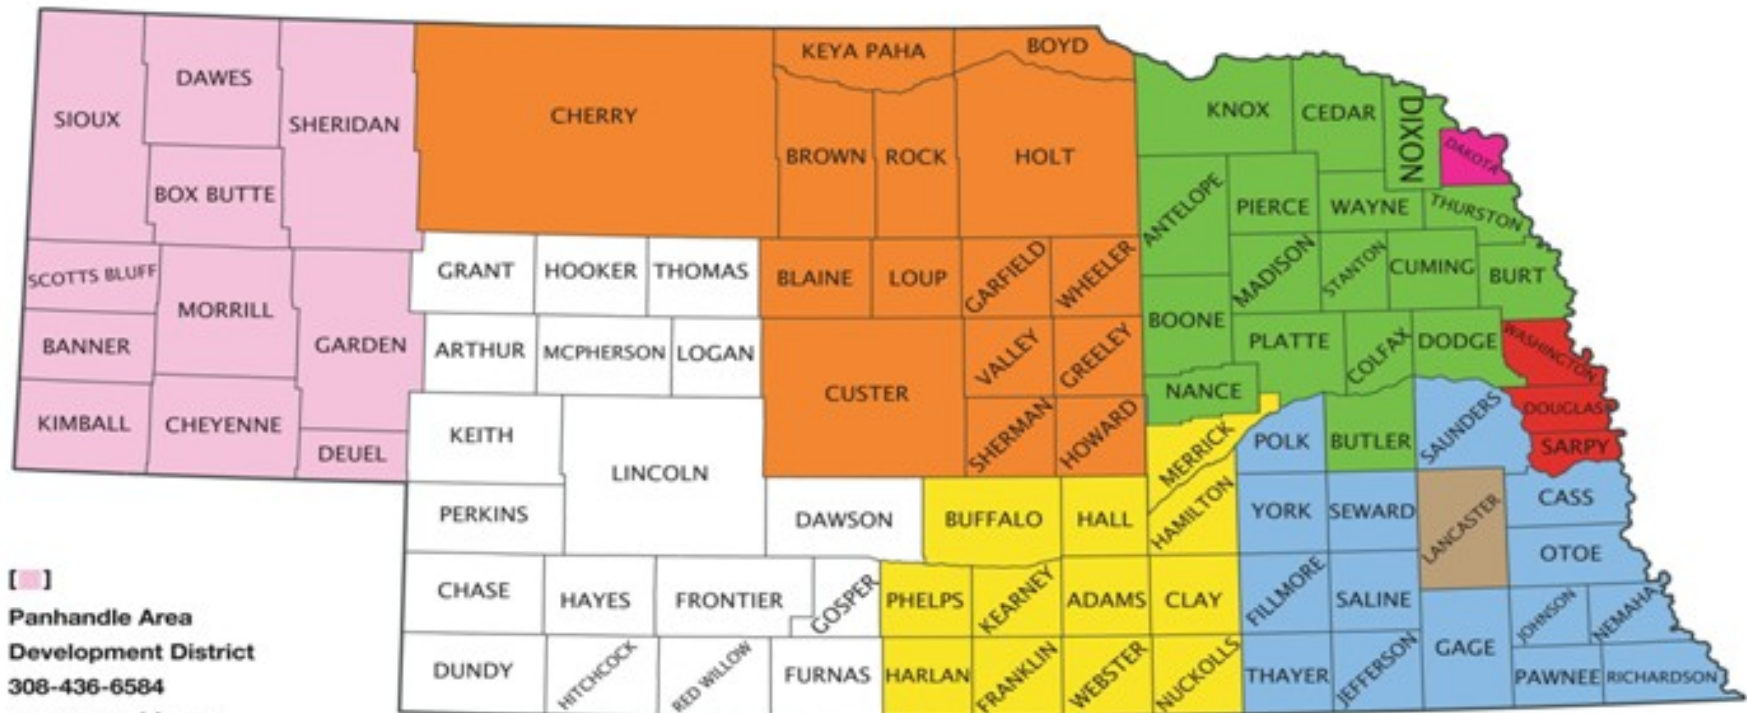 KEYA PAHA
BOYD
DAWES
SIOUX
SHERIDAN
CHERRY
KNOX
CEDAR
DIXON
DAKOTA
BROWN
ROCK
HOLT
BOX BUTTE
ANTELOPE
PIERCE
WAYNE
THURSTON
SCOTTS BLUFF
GRANT
HOOKER
THOMAS
BLAINE
LOUP
GARFIELD
WHEELER
MADISON
STANTON
CUMING
BURT
MORRILL
BANNER
GARDEN
ARTHUR
MCPHERSON
LOGAN
VALLEY
GREELEY
BOONE
PLATTE
COLFAX
DODGE
WASHINGTON
CUSTER
NANCE
KIMBALL
CHEYENNE
KEITH
SHERMAN
HOWARD
MERRICK
POLK
BUTLER
SAUNDERS
DOUGLAS
SARPY
DEUEL
LINCOLN
PERKINS
DAWSON
BUFFALO
HALL
HAMILTON
YORK
SEWARD
LANCASTER
CASS
OTOE
[ ]
CHASE
HAYES
FRONTIER
GOSPER
PHELPS
KEARNEY
ADAMS
CLAY
FILLMORE
SALINE
JOHNSON
NEMAHA
Panhandle Area
Development District
308-436-6584
DUNDY
HITCHCOCK
RED WILLOW
FURNAS
HARLAN
FRANKLIN
WEBSTER
NUCKOLLS
THAYER
JEFFERSON
GAGE
PAWNEE
RICHARDSON